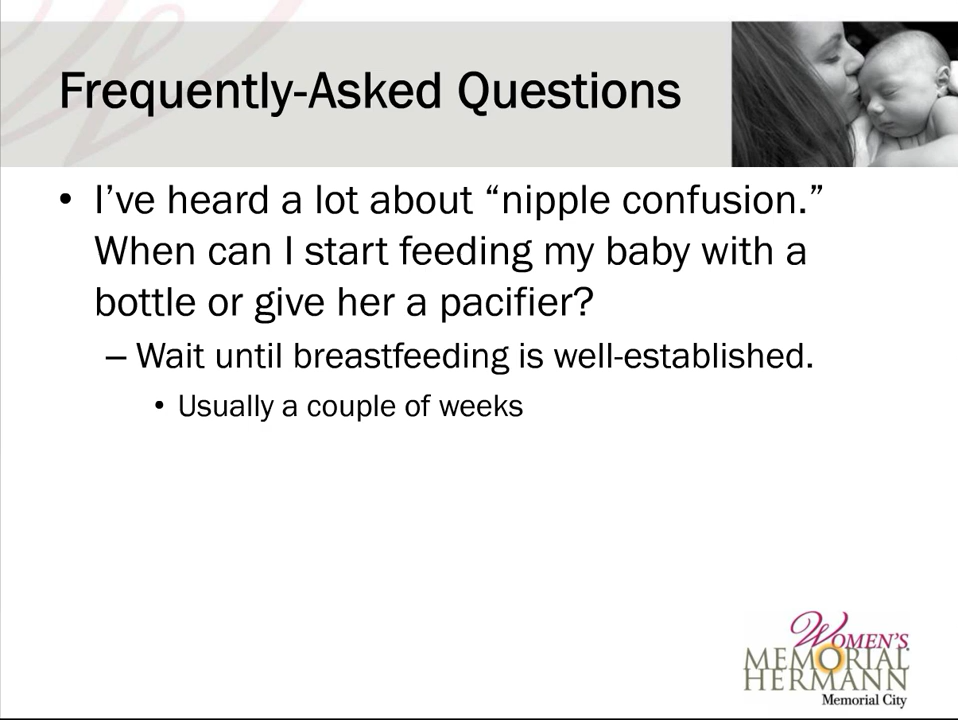 Frequently-Asked Questions
• I’ve heard a lot about “nipple confusion.”
When can I start feeding my baby with a
bottle or give her a pacifier?
– Wait until breastfeeding is well-established.
• Usually a couple of weeks
WOMEN'S
MEMORIAL
HERMANN
Memorial City